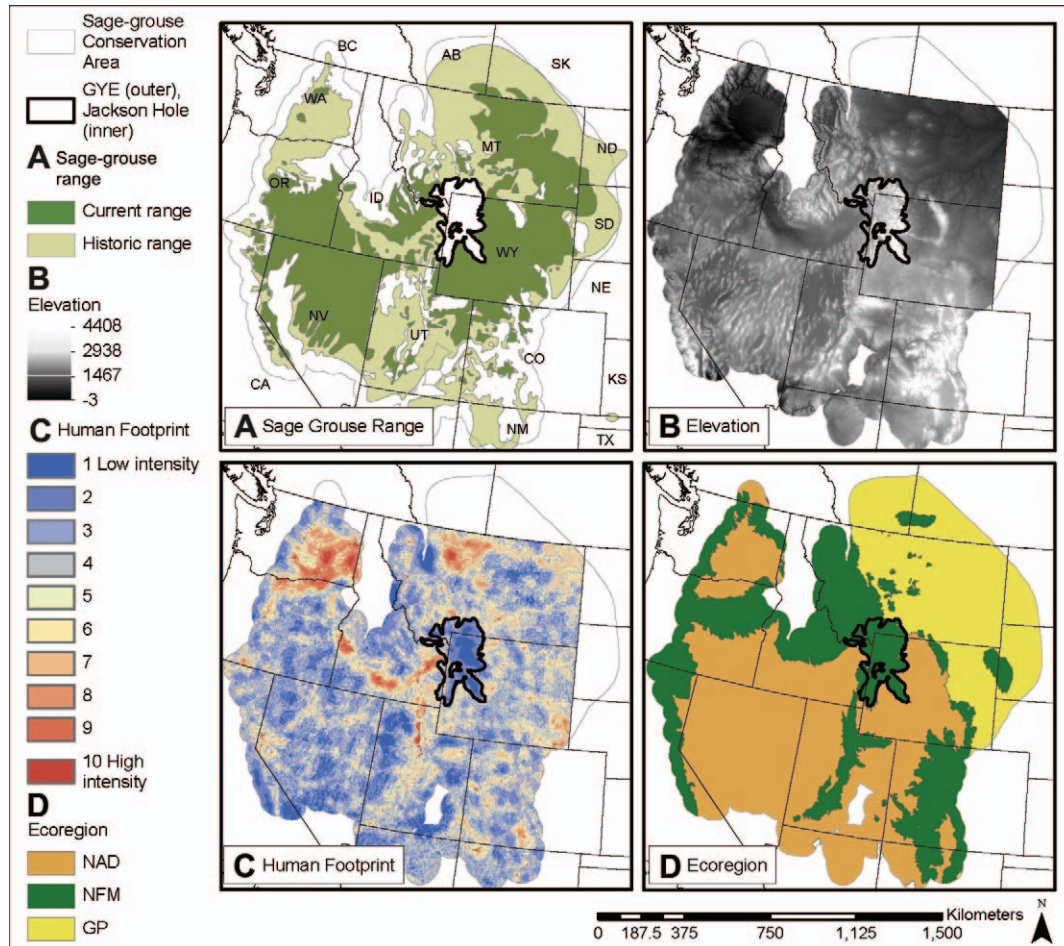 Sage-grouse
Conservation
Area
GYE (outer),
Jackson Hole
(inner)
A Sage-grouse
range
Current range
Historic range
B
Elevation
4408
2938
1467
-3
C Human Footprint
1 Low intensity
2
3
4
5
6
7
8
9
10 High
intensity
D
Ecoregion
NAD
NFM
GP
BC
AB
SK
WA
MT
ND
OR
ID
SD
WY
NE
NV
UT
CO
CA
KS
NM
TX
A Sage Grouse Range
B Elevation
C Human Footprint
D Ecoregion
Kilometers
0 187.5 375 750 1,125 1,500
N